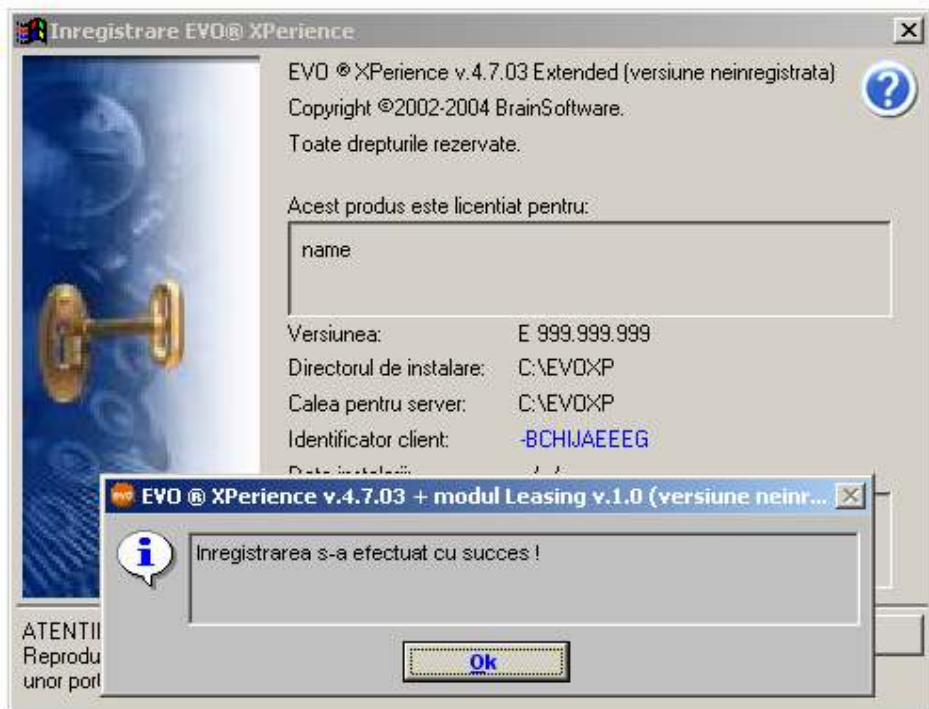 Inregistrare EVO® XPerience
EVO ® XPerience v.4.7.03 Extended (versiune neinregistrata)
Copyright ©2002-2004 BrainSoftware.
Toate drepturile rezervate.
Acest produs este licentiat pentru:
name
Versiunea: E 999.999.999
Directorul de instalare: C:\EVOXP
Calea pentru server: C:\EVOXP
Identificator client: -BCHIJAEEEG
EVO ® XPerience v.4.7.03 + modul Leasing v.1.0 (versiune neinr...
Inregistrarea s-a efectuat cu succes !
Ok
ATENTII
Reprodu
unor port